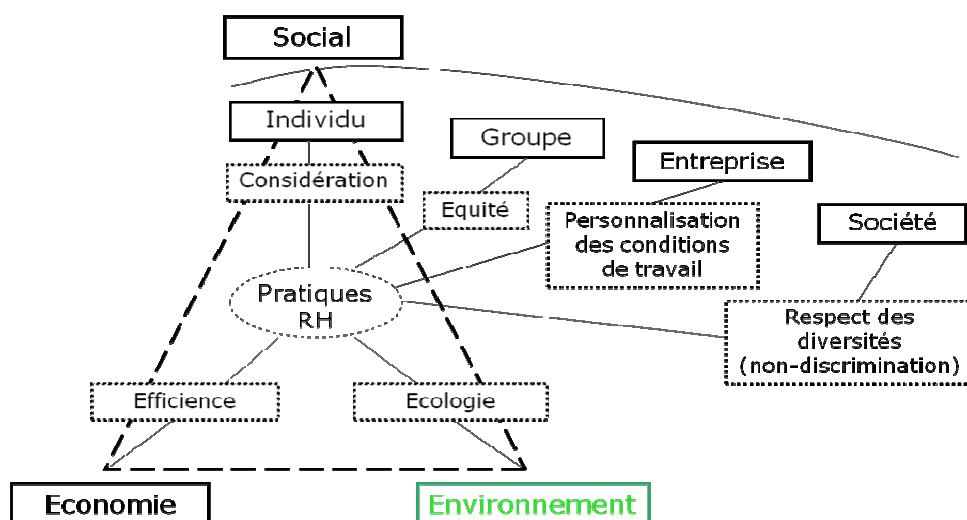 Social
Individu
Groupe
Considération
Entreprise
Equité
Personnalisation
des conditions
de travail
Société
Pratiques
RH
Respect des
diversités
(non-discrimination)
Efficience
Ecologie
Economie
Environnement